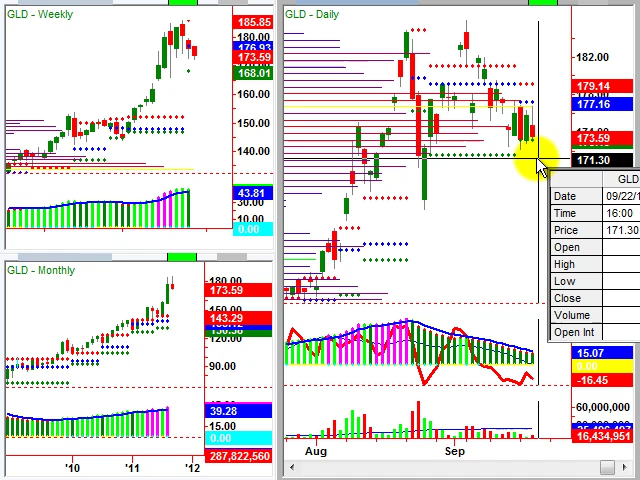 GLD - Weekly
185.85
180.00
176.93
173.59
168.01
160.00
150.00
140.00
43.81
30.00
10.00
0.00
GLD - Monthly
180.00
173.59
143.29
120.00
90.00
39.28
15.00
0.00
287,822,560
'10
'11
'12
GLD - Daily
182.00
179.14
177.16
173.59
171.30
GLD
Date
09/22/1
Time
16:00
Price
171.30
Open
High
Low
Close
Volume
Open Int
15.07
0.00
-16.45
60,000,000
16,434,951
Aug
Sep